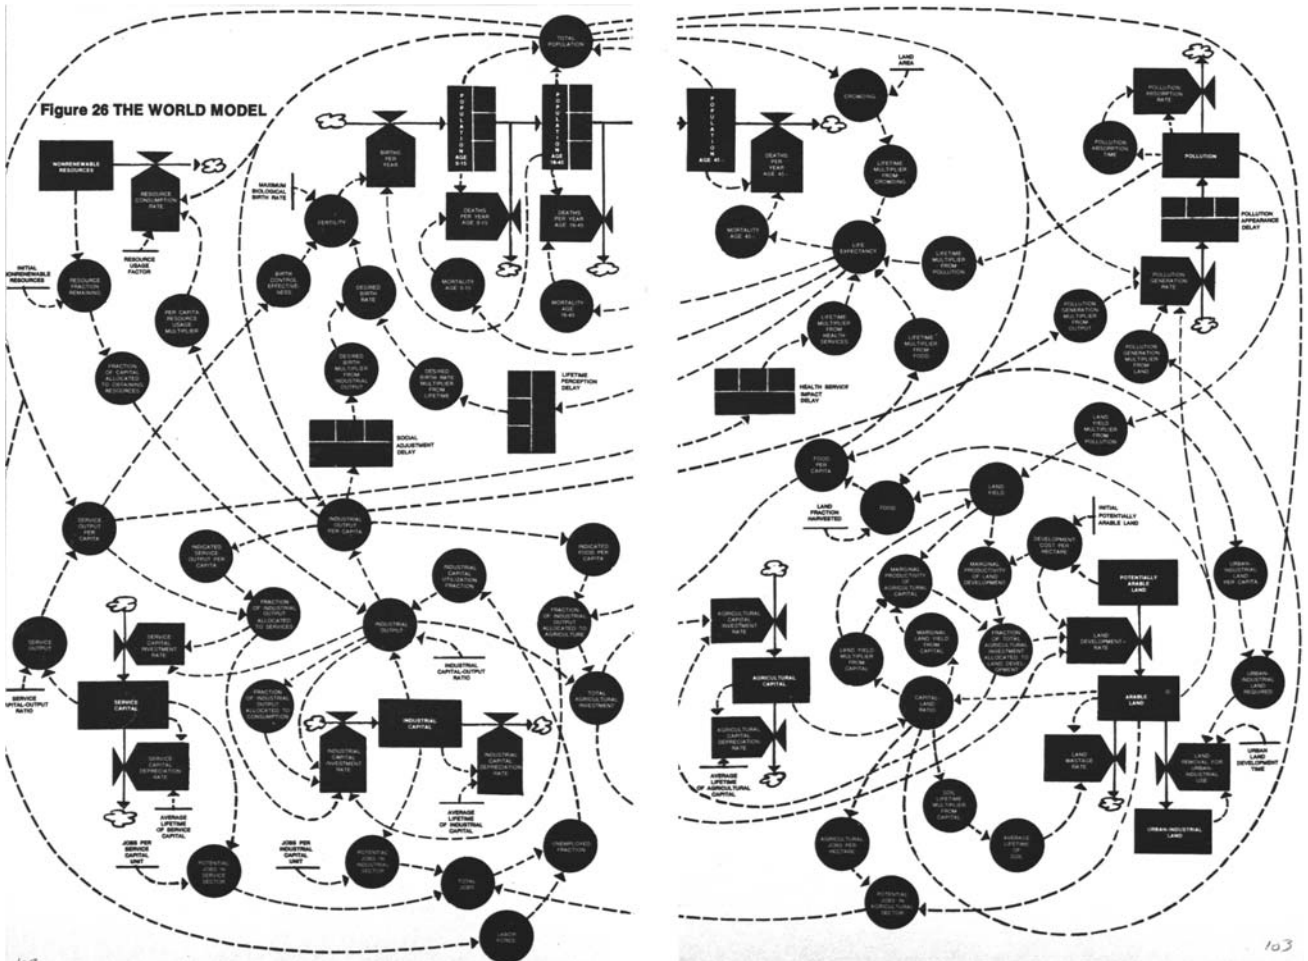 Figure 26 THE WORLD MODEL
TOTAL
POPULATION
NONRENEWABLE
RESOURCES
RESOURCE
CONSUMPTION
RATE
RESOURCE
USAGE
FACTOR
INITIAL
NONRENEWABLE
RESOURCES
RESOURCE
FRACTION
REMAINING
PER CAPITA
RESOURCE
USAGE
MULTIPLIER
FRACTION
OF CAPITAL
ALLOCATED
TO OBTAINING
RESOURCES
MAXIMUM
BIOLOGICAL
BIRTH RATE
BIRTHS
PER
YEAR
FERTILITY
BIRTH
CONTROL
EFFECTIVE-
NESS
DESIRED
BIRTH
RATE
POPULATION
AGE
0-15
POPULATION
AGE
16-45
DEATHS
PER YEAR
AGE 0-15
DEATHS
PER YEAR
AGE 16-45
MORTALITY
AGE 0-15
MORTALITY
AGE
16-45
DESIRED
BIRTH
MULTIPLIER
FROM
INDUSTRIAL
OUTPUT
DESIRED
BIRTH RATE
MULTIPLIER
FROM
LIFETIME
LIFETIME
PERCEPTION
DELAY
SOCIAL
ADJUSTMENT
DELAY
SERVICE
OUTPUT
PER
CAPITA
INDICATED
SERVICE
OUTPUT PER
CAPITA
INDUSTRIAL
OUTPUT
PER CAPITA
INDICATED
FOOD PER
CAPITA
INDUSTRIAL
CAPITAL
UTILIZATION
FRACTION
FRACTION
OF INDUSTRIAL
OUTPUT
ALLOCATED
TO SERVICES
INDUSTRIAL
OUTPUT
FRACTION
OF INDUSTRIAL
OUTPUT
ALLOCATED TO
AGRICULTURE
SERVICE
OUTPUT
SERVICE
CAPITAL
INVESTMENT
RATE
INDUSTRIAL
CAPITAL-OUTPUT
RATIO
SERVICE
CAPITAL-OUTPUT
RATIO
SERVICE
CAPITAL
FRACTION
OF INDUSTRIAL
OUTPUT
ALLOCATED TO
CONSUMPTION
TOTAL
AGRICULTURAL
INVESTMENT
INDUSTRIAL
CAPITAL
SERVICE
CAPITAL
DEPRECIATION
RATE
INDUSTRIAL
CAPITAL
INVESTMENT
RATE
INDUSTRIAL
CAPITAL
DEPRECIATION
RATE
AVERAGE
LIFETIME
OF SERVICE
CAPITAL
AVERAGE
LIFETIME
OF INDUSTRIAL
CAPITAL
JOBS PER
SERVICE
CAPITAL
UNIT
POTENTIAL
JOBS IN
SERVICE
SECTOR
JOBS PER
INDUSTRIAL
CAPITAL
UNIT
POTENTIAL
JOBS IN
INDUSTRIAL
SECTOR
TOTAL
JOBS
UNEMPLOYED
FRACTION
LABOR
FORCE
LAND
AREA
CROWDING
POPULATION
AGE 45+
DEATHS
PER
YEAR
AGE 45+
MORTALITY
AGE 45+
LIFETIME
MULTIPLIER
FROM
CROWDING
LIFE
EXPECTANCY
LIFETIME
MULTIPLIER
FROM
POLLUTION
LIFETIME
MULTIPLIER
FROM HEALTH
SERVICES
LIFETIME
MULTIPLIER
FROM
FOOD
HEALTH SERVICE
IMPACT
DELAY
POLLUTION
ABSORPTION
RATE
POLLUTION
ABSORPTION
TIME
POLLUTION
POLLUTION
APPEARANCE
DELAY
POLLUTION
GENERATION
RATE
POLLUTION
GENERATION
MULTIPLIER
FROM
OUTPUT
POLLUTION
GENERATION
MULTIPLIER
FROM
LAND
LAND
YIELD
MULTIPLIER
FROM
POLLUTION
FOOD
PER
CAPITA
LAND
FRACTION
HARVESTED
FOOD
LAND
YIELD
INITIAL
POTENTIALLY
ARABLE LAND
DEVELOPMENT
COST PER
HECTARE
MARGINAL
PRODUCTIVITY
OF
AGRICULTURAL
CAPITAL
MARGINAL
PRODUCTIVITY
OF LAND
DEVELOPMENT
POTENTIALLY
ARABLE
LAND
URBAN-
INDUSTRIAL
LAND
PER CAPITA
AGRICULTURAL
CAPITAL
INVESTMENT
RATE
LAND YIELD
MULTIPLIER
FROM
CAPITAL
MARGINAL
LAND YIELD
FROM
CAPITAL
FRACTION
OF TOTAL
AGRICULTURAL
INVESTMENT
ALLOCATED TO
LAND DEVEL-
OPMENT
LAND
DEVELOPMENT
RATE
AGRICULTURAL
CAPITAL
CAPITAL-
LAND
RATIO
ARABLE
LAND
URBAN-
INDUSTRIAL
LAND
REQUIRED
AGRICULTURAL
CAPITAL
DEPRECIATION
RATE
AVERAGE LIFETIME
OF AGRICULTURAL
CAPITAL
LAND
WASTAGE
RATE
LAND
REMOVAL FOR
URBAN-
INDUSTRIAL
USE
URBAN
LAND
DEVELOPMENT
TIME
SOIL
LIFETIME
MULTIPLIER
FROM
CAPITAL
AVERAGE
LIFETIME
OF
SOIL
URBAN-INDUSTRIAL
LAND
AGRICULTURAL
JOBS PER
HECTARE
POTENTIAL
JOBS IN
AGRICULTURAL
SECTOR
103